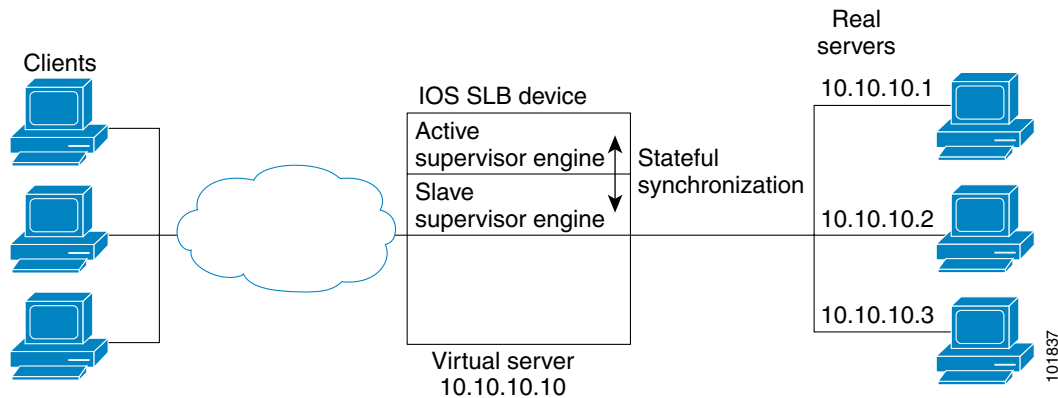 Clients
IOS SLB device
Active
supervisor engine
Slave
supervisor engine
Stateful
synchronization
Virtual server
10.10.10.10
Real
servers
10.10.10.1
10.10.10.2
10.10.10.3
101837